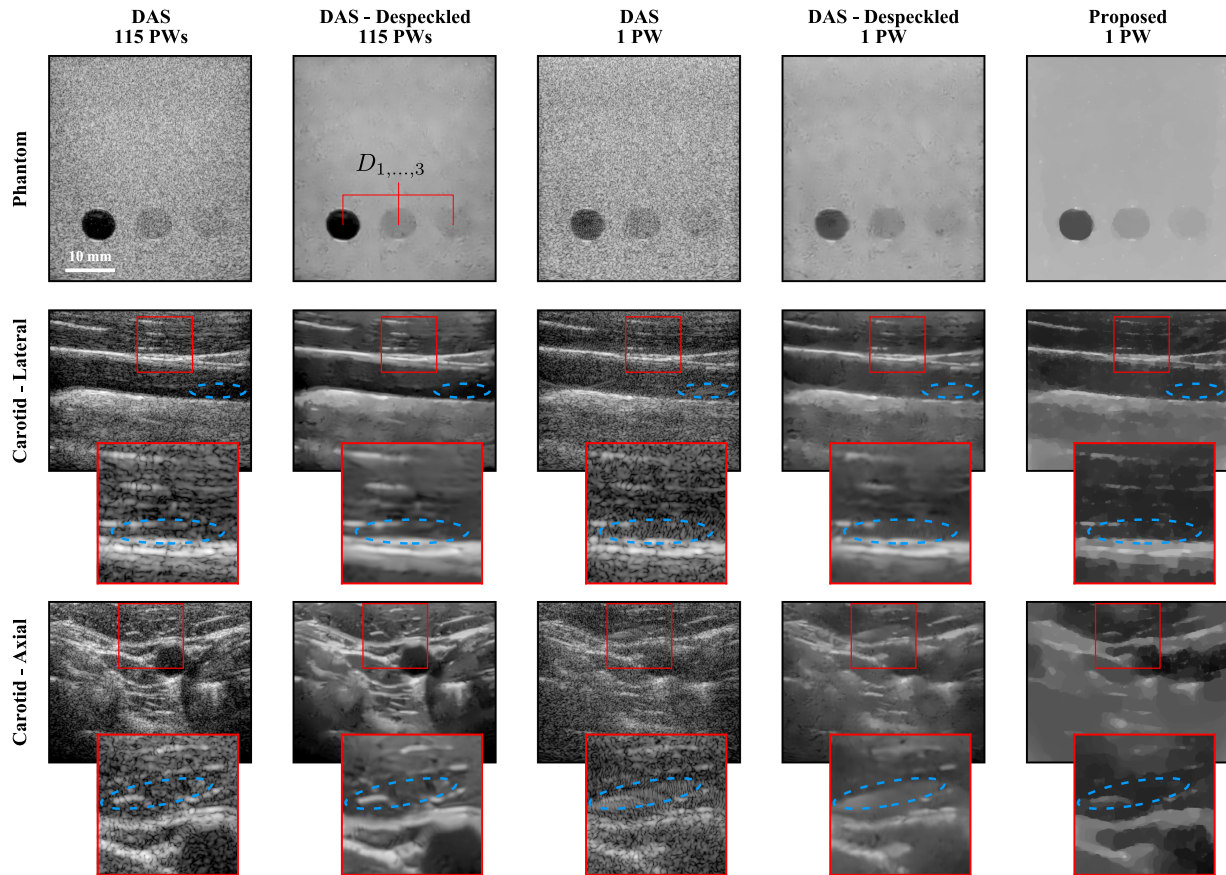 DAS
115 PWs
DAS - Despeckled
115 PWs
DAS
1 PW
DAS - Despeckled
1 PW
Proposed
1 PW
Phantom
D1,...,3
10 mm
Carotid - Lateral
Carotid - Axial